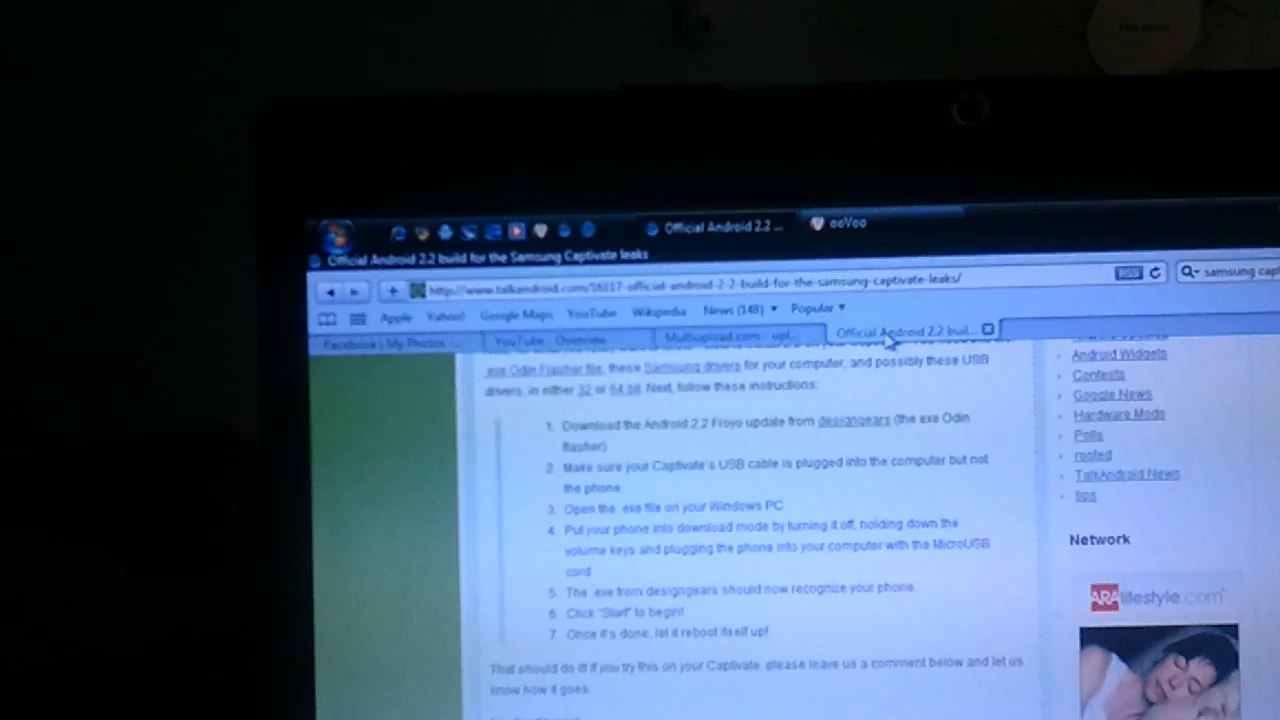 Official Android 2.2 ...
ooVoo
Official Android 2.2 build for the Samsung Captivate leaks
http://www.talkandroid.com/16117-official-android-2-2-build-for-the-samsung-captivate-leaks/
samsung capt
Apple Yahoo! Google Maps YouTube Wikipedia News (148) Popular
Facebook | My Photos - ...
YouTube - Overview
Multiupload.com - upl...
Official Android 2.2 buil...
.exe Odin Flasher file, these Samsung drivers for your computer, and possibly these USB
drivers, in either 32 or 64 bit. Next, follow these instructions:
1. Download the Android 2.2 Froyo update from designgears (the exe Odin
flasher)
2. Make sure your Captivate's USB cable is plugged into the computer but not
the phone.
3. Open the .exe file on your Windows PC
4. Put your phone into download mode by turning it off, holding down the
volume keys and plugging the phone into your computer with the MicroUSB
cord
5. The .exe from designgears should now recognize your phone.
6. Click "Start" to begin!
7. Once it's done, let it reboot itself up!
That should do it! If you try this on your Captivate, please leave us a comment below and let us
know how it goes.
Android Widgets
Contests
Google News
Hardware Mods
Polls
rooted
TalkAndroid News
tips
Network
ARAlifestyle.com